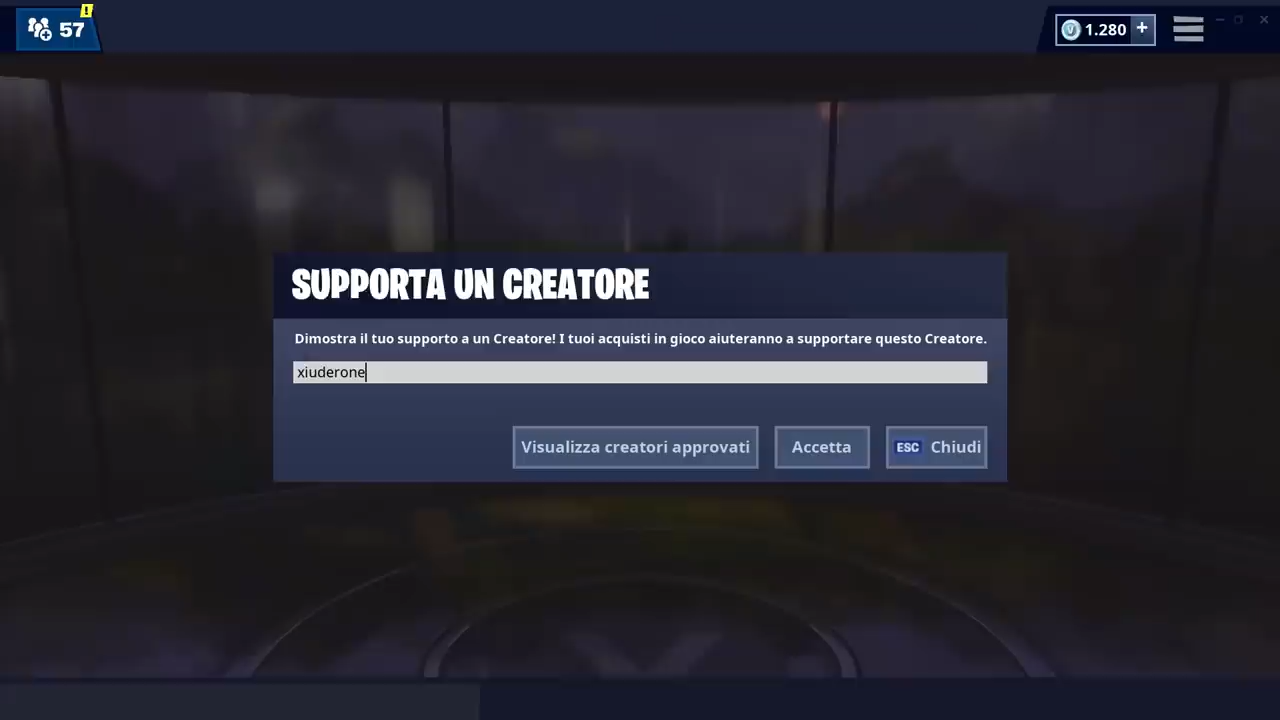 57
1.280 +
SUPPORTA UN CREATORE
Dimostra il tuo supporto a un Creatore! I tuoi acquisti in gioco aiuteranno a supportare questo Creatore.
xiuderone
Visualizza creatori approvati
Accetta
ESC Chiudi